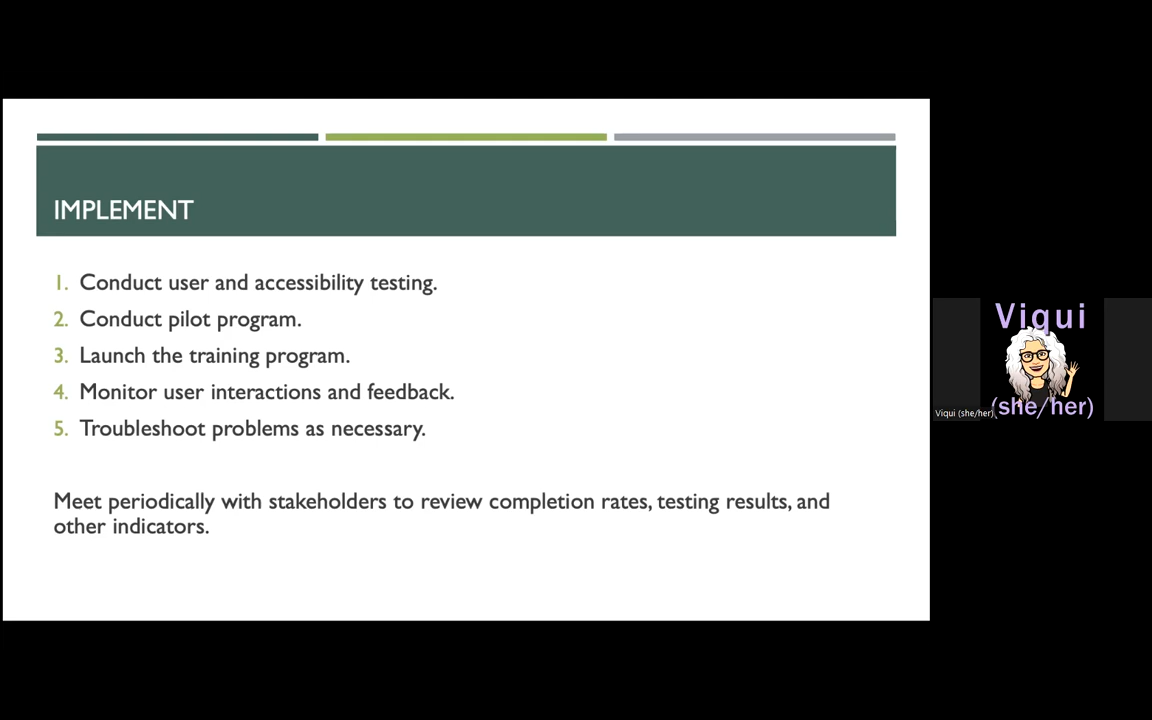 IMPLEMENT
1. Conduct user and accessibility testing.
2. Conduct pilot program.
3. Launch the training program.
4. Monitor user interactions and feedback.
5. Troubleshoot problems as necessary.
Meet periodically with stakeholders to review completion rates, testing results, and
other indicators.
Viqui
(she/her)
Viqui (she/her)